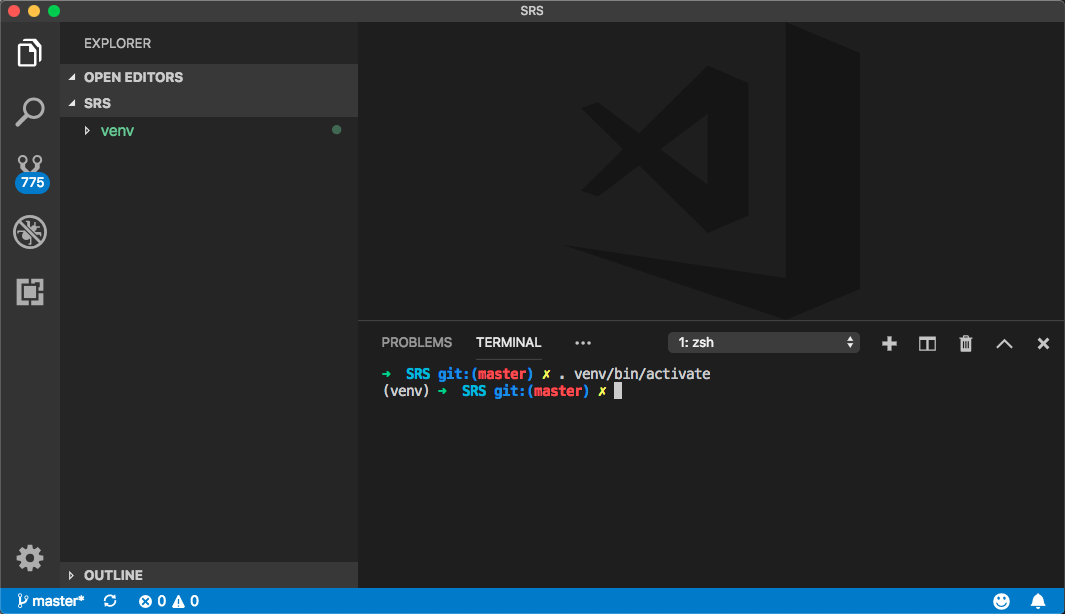 SRS
EXPLORER
OPEN EDITORS
SRS
venv
775
PROBLEMS TERMINAL ••• 1: zsh
➜ SRS git:(master) ✗ . venv/bin/activate
(venv) ➜ SRS git:(master) ✗
OUTLINE
master* 0 0